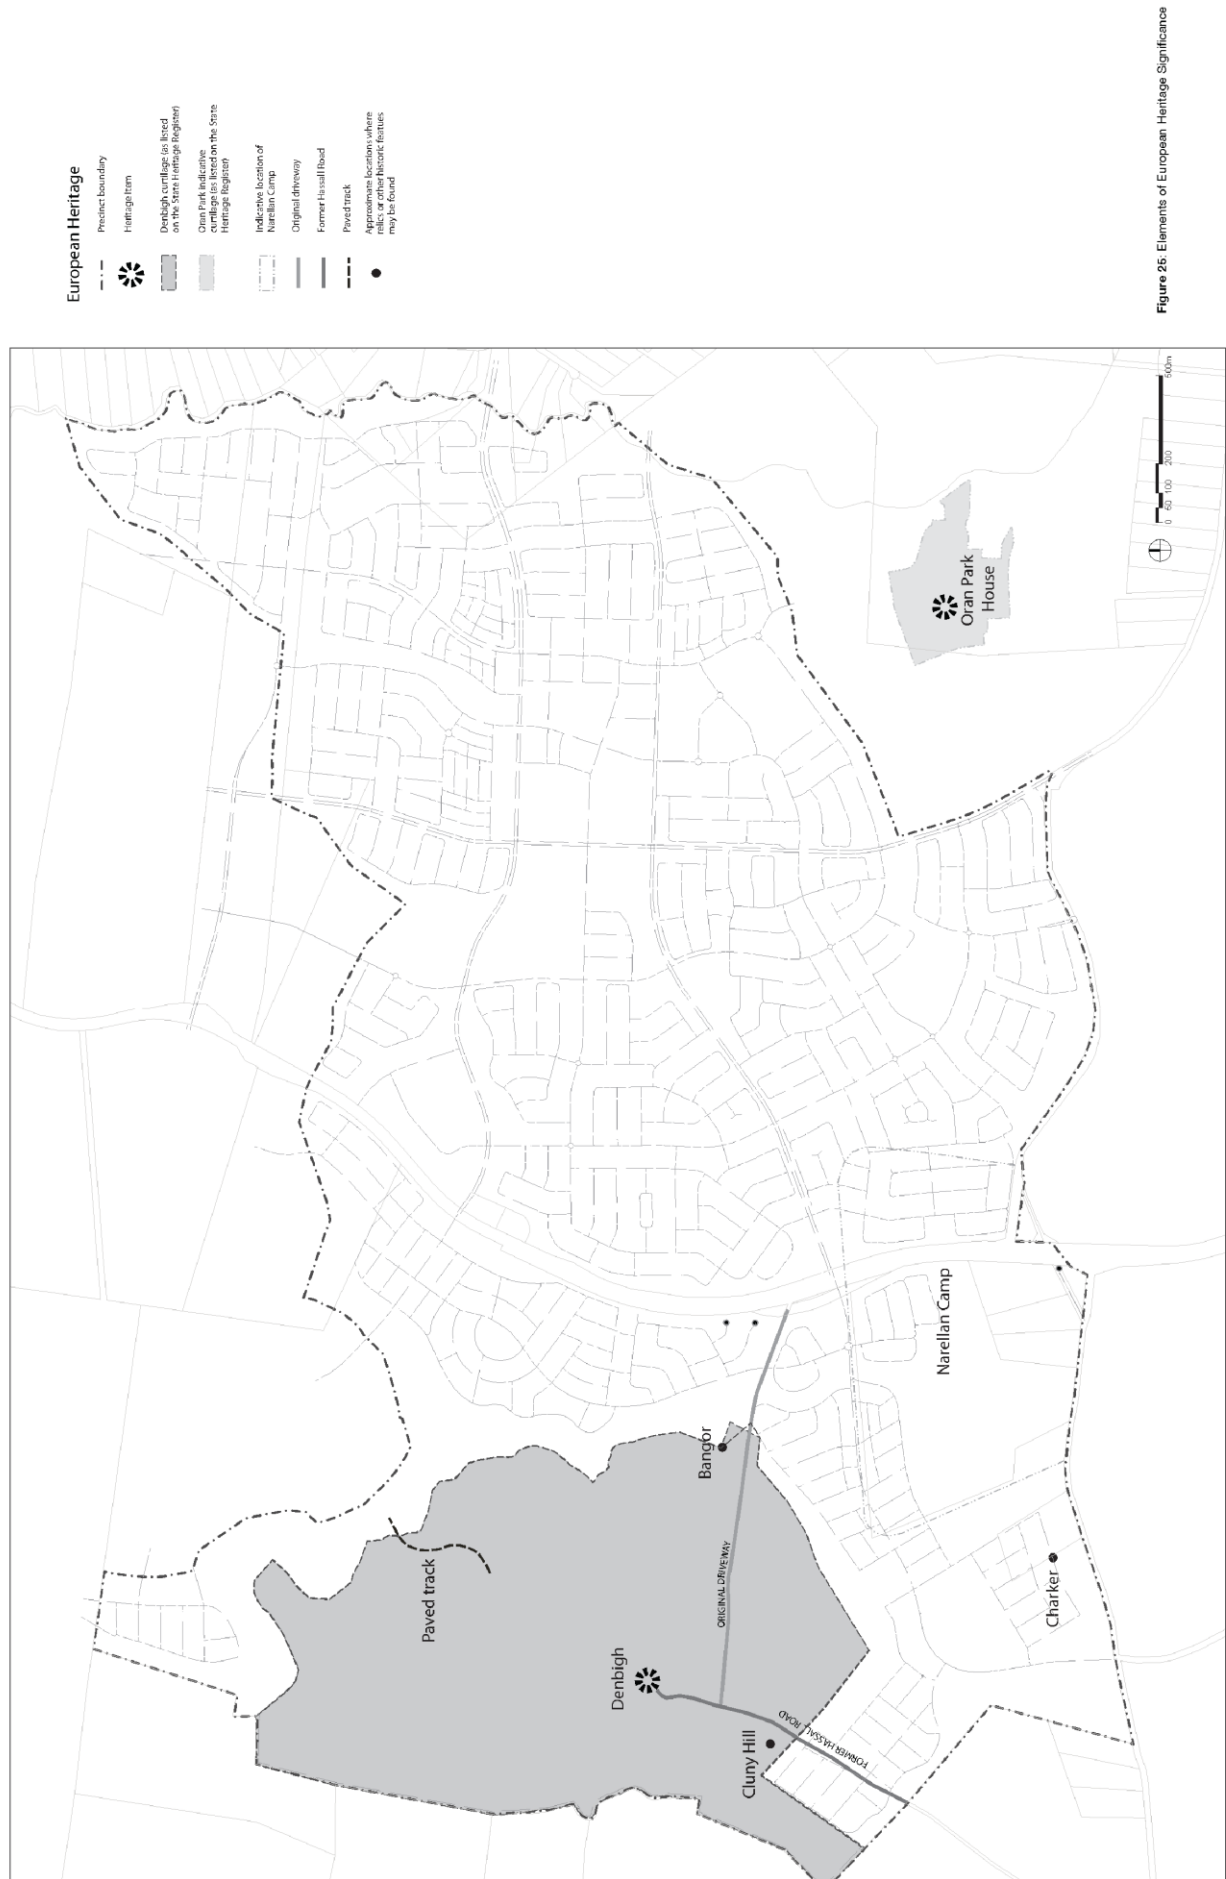 European Heritage
Precinct boundary
Heritage Item
Denbigh curtilage (as listed
on the State Heritage Register)
Oran Park indicative
curtilage (as listed on the State
Heritage Register)
Indicative location of
Narellan Camp
Original driveway
Former Hassall Road
Paved track
Approximate locations where
relics or other historic featues
may be found
Paved track
Denbigh
Cluny Hill
FORMER HASSALL ROAD
ORIGINAL DRIVEWAY
Bangor
Charker
Narellan Camp
Oran Park
House
0 50 100 200 500m
Figure 25: Elements of European Heritage Significance